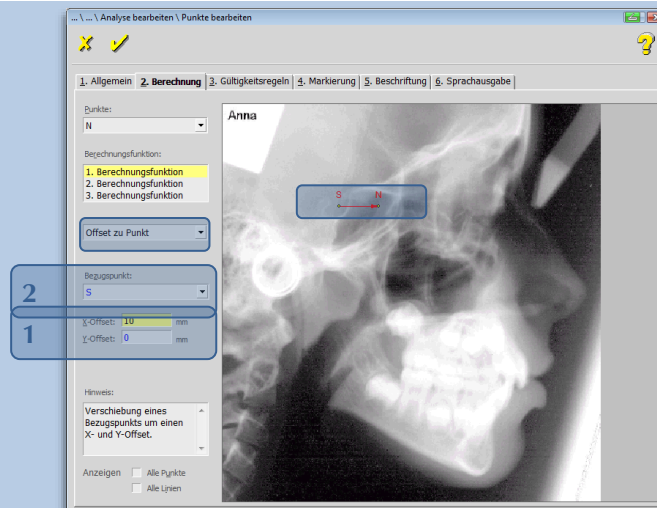 ... \ ... \ Analyse bearbeiten \ Punkte bearbeiten
1. Allgemein 2. Berechnung 3. Gültigkeitsregeln 4. Markierung 5. Beschriftung 6. Sprachausgabe
Punkte:
N
Berechnungsfunktion:
1. Berechnungsfunktion
2. Berechnungsfunktion
3. Berechnungsfunktion
Offset zu Punkt
2
Bezugspunkt:
S
1
X-Offset: 10 mm
Y-Offset: 0 mm
Hinweis:
Verschiebung eines
Bezugspunkts um einen
X- und Y-Offset.
Anzeigen Alle Punkte
Alle Linien
Anna
S N